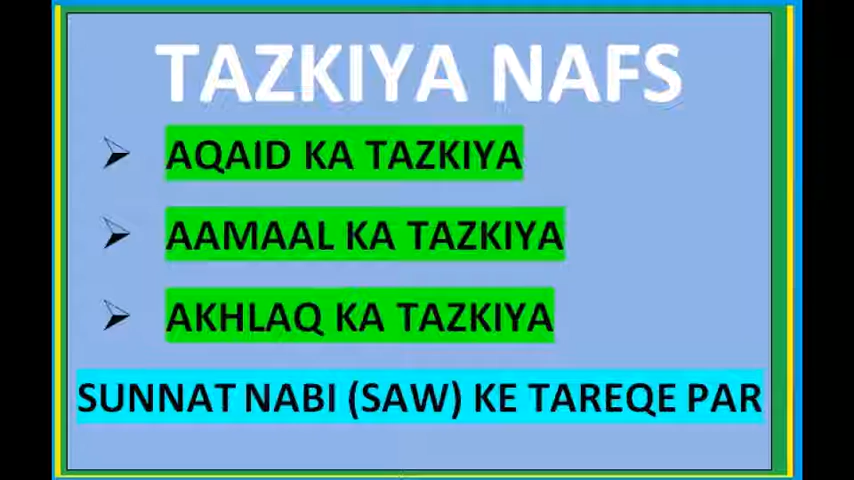 TAZKIYA NAFS
AQAID KA TAZKIYA
AAMAAL KA TAZKIYA
AKHLAQ KA TAZKIYA
SUNNAT NABI (SAW) KE TAREQE PAR